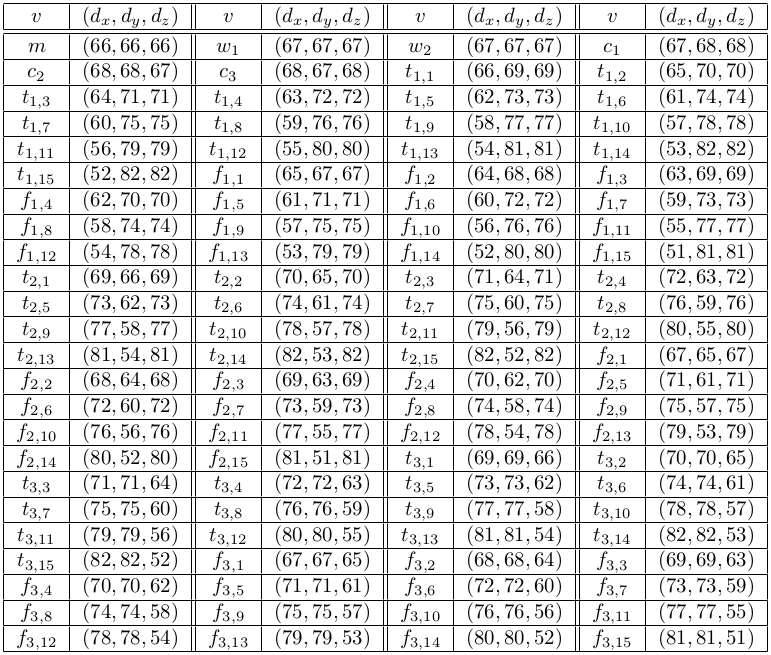 v (d_x, d_y, d_z) v (d_x, d_y, d_z) v (d_x, d_y, d_z) v (d_x, d_y, d_z)
m (66, 66, 66) w_1 (67, 67, 67) w_2 (67, 67, 67) c_1 (67, 68, 68)
c_2 (68, 68, 67) c_3 (68, 67, 68) t_{1,1} (66, 69, 69) t_{1,2} (65, 70, 70)
t_{1,3} (64, 71, 71) t_{1,4} (63, 72, 72) t_{1,5} (62, 73, 73) t_{1,6} (61, 74, 74)
t_{1,7} (60, 75, 75) t_{1,8} (59, 76, 76) t_{1,9} (58, 77, 77) t_{1,10} (57, 78, 78)
t_{1,11} (56, 79, 79) t_{1,12} (55, 80, 80) t_{1,13} (54, 81, 81) t_{1,14} (53, 82, 82)
t_{1,15} (52, 82, 82) f_{1,1} (65, 67, 67) f_{1,2} (64, 68, 68) f_{1,3} (63, 69, 69)
f_{1,4} (62, 70, 70) f_{1,5} (61, 71, 71) f_{1,6} (60, 72, 72) f_{1,7} (59, 73, 73)
f_{1,8} (58, 74, 74) f_{1,9} (57, 75, 75) f_{1,10} (56, 76, 76) f_{1,11} (55, 77, 77)
f_{1,12} (54, 78, 78) f_{1,13} (53, 79, 79) f_{1,14} (52, 80, 80) f_{1,15} (51, 81, 81)
t_{2,1} (69, 66, 69) t_{2,2} (70, 65, 70) t_{2,3} (71, 64, 71) t_{2,4} (72, 63, 72)
t_{2,5} (73, 62, 73) t_{2,6} (74, 61, 74) t_{2,7} (75, 60, 75) t_{2,8} (76, 59, 76)
t_{2,9} (77, 58, 77) t_{2,10} (78, 57, 78) t_{2,11} (79, 56, 79) t_{2,12} (80, 55, 80)
t_{2,13} (81, 54, 81) t_{2,14} (82, 53, 82) t_{2,15} (82, 52, 82) f_{2,1} (67, 65, 67)
f_{2,2} (68, 64, 68) f_{2,3} (69, 63, 69) f_{2,4} (70, 62, 70) f_{2,5} (71, 61, 71)
f_{2,6} (72, 60, 72) f_{2,7} (73, 59, 73) f_{2,8} (74, 58, 74) f_{2,9} (75, 57, 75)
f_{2,10} (76, 56, 76) f_{2,11} (77, 55, 77) f_{2,12} (78, 54, 78) f_{2,13} (79, 53, 79)
f_{2,14} (80, 52, 80) f_{2,15} (81, 51, 81) t_{3,1} (69, 69, 66) t_{3,2} (70, 70, 65)
t_{3,3} (71, 71, 64) t_{3,4} (72, 72, 63) t_{3,5} (73, 73, 62) t_{3,6} (74, 74, 61)
t_{3,7} (75, 75, 60) t_{3,8} (76, 76, 59) t_{3,9} (77, 77, 58) t_{3,10} (78, 78, 57)
t_{3,11} (79, 79, 56) t_{3,12} (80, 80, 55) t_{3,13} (81, 81, 54) t_{3,14} (82, 82, 53)
t_{3,15} (82, 82, 52) f_{3,1} (67, 67, 65) f_{3,2} (68, 68, 64) f_{3,3} (69, 69, 63)
f_{3,4} (70, 70, 62) f_{3,5} (71, 71, 61) f_{3,6} (72, 72, 60) f_{3,7} (73, 73, 59)
f_{3,8} (74, 74, 58) f_{3,9} (75, 75, 57) f_{3,10} (76, 76, 56) f_{3,11} (77, 77, 55)
f_{3,12} (78, 78, 54) f_{3,13} (79, 79, 53) f_{3,14} (80, 80, 52) f_{3,15} (81, 81, 51)